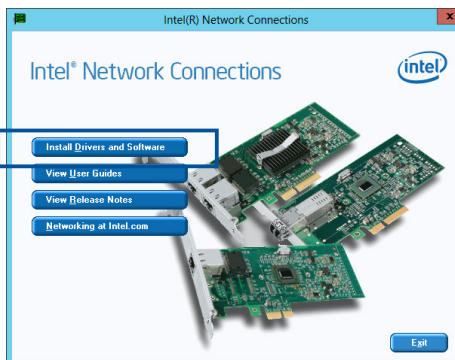 Intel(R) Network Connections
x
Intel® Network Connections
intel
Install Drivers and Software
View User Guides
View Release Notes
Networking at Intel.com
Exit